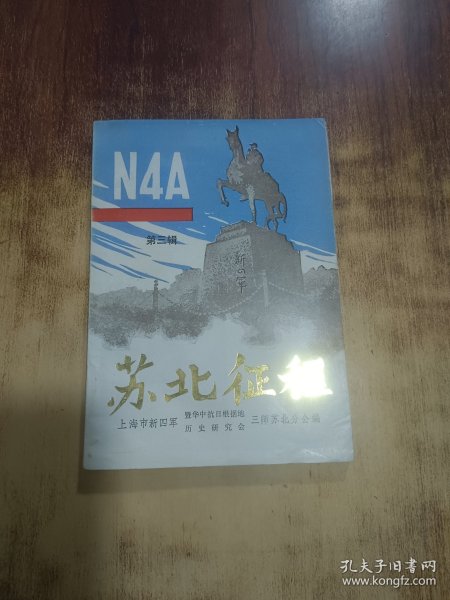 N4A
第三辑
新四军
苏北征程
上海市新四军 暨华中抗日根据地 三师苏北分会编
历史研究会
孔夫子旧书网
www.kongfz.com